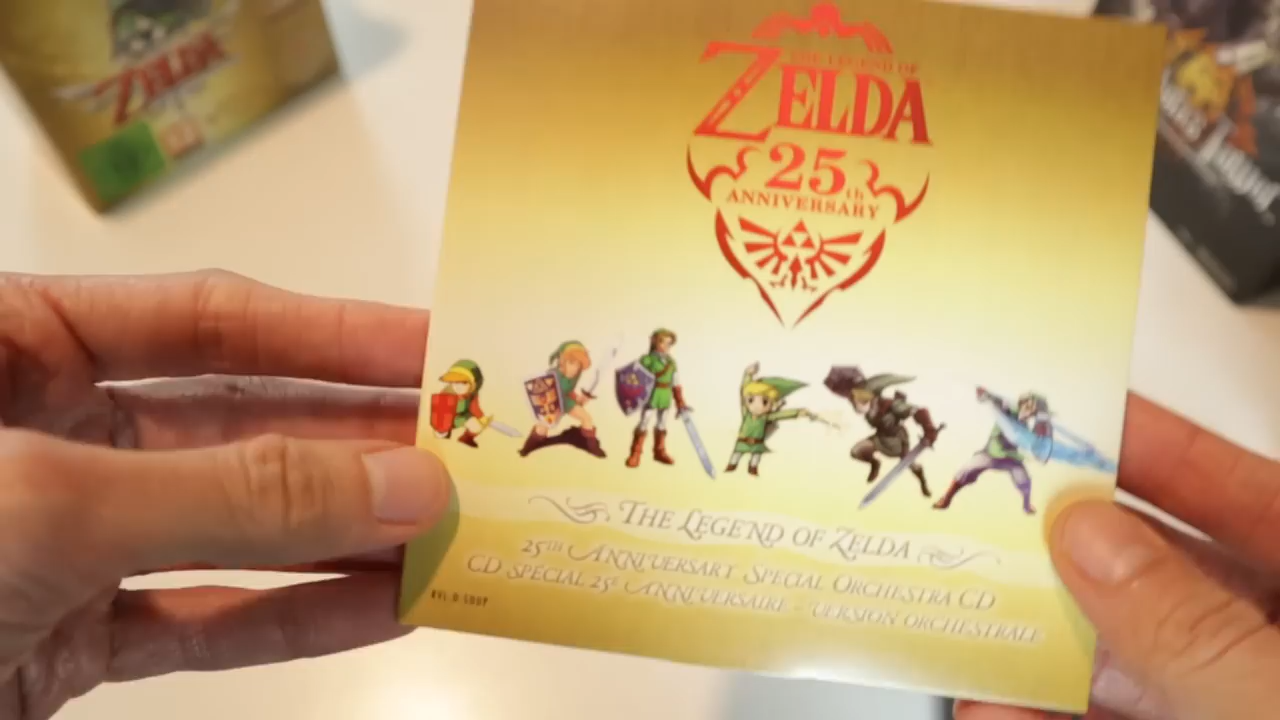 ZELDA
THE LEGEND OF
ZELDA
25th
ANNIVERSARY
THE LEGEND OF ZELDA
25TH ANNIVERSARY SPECIAL ORCHESTRA CD
CD SPECIAL 25E ANNIVERSAIRE - VERSION ORCHESTRALE